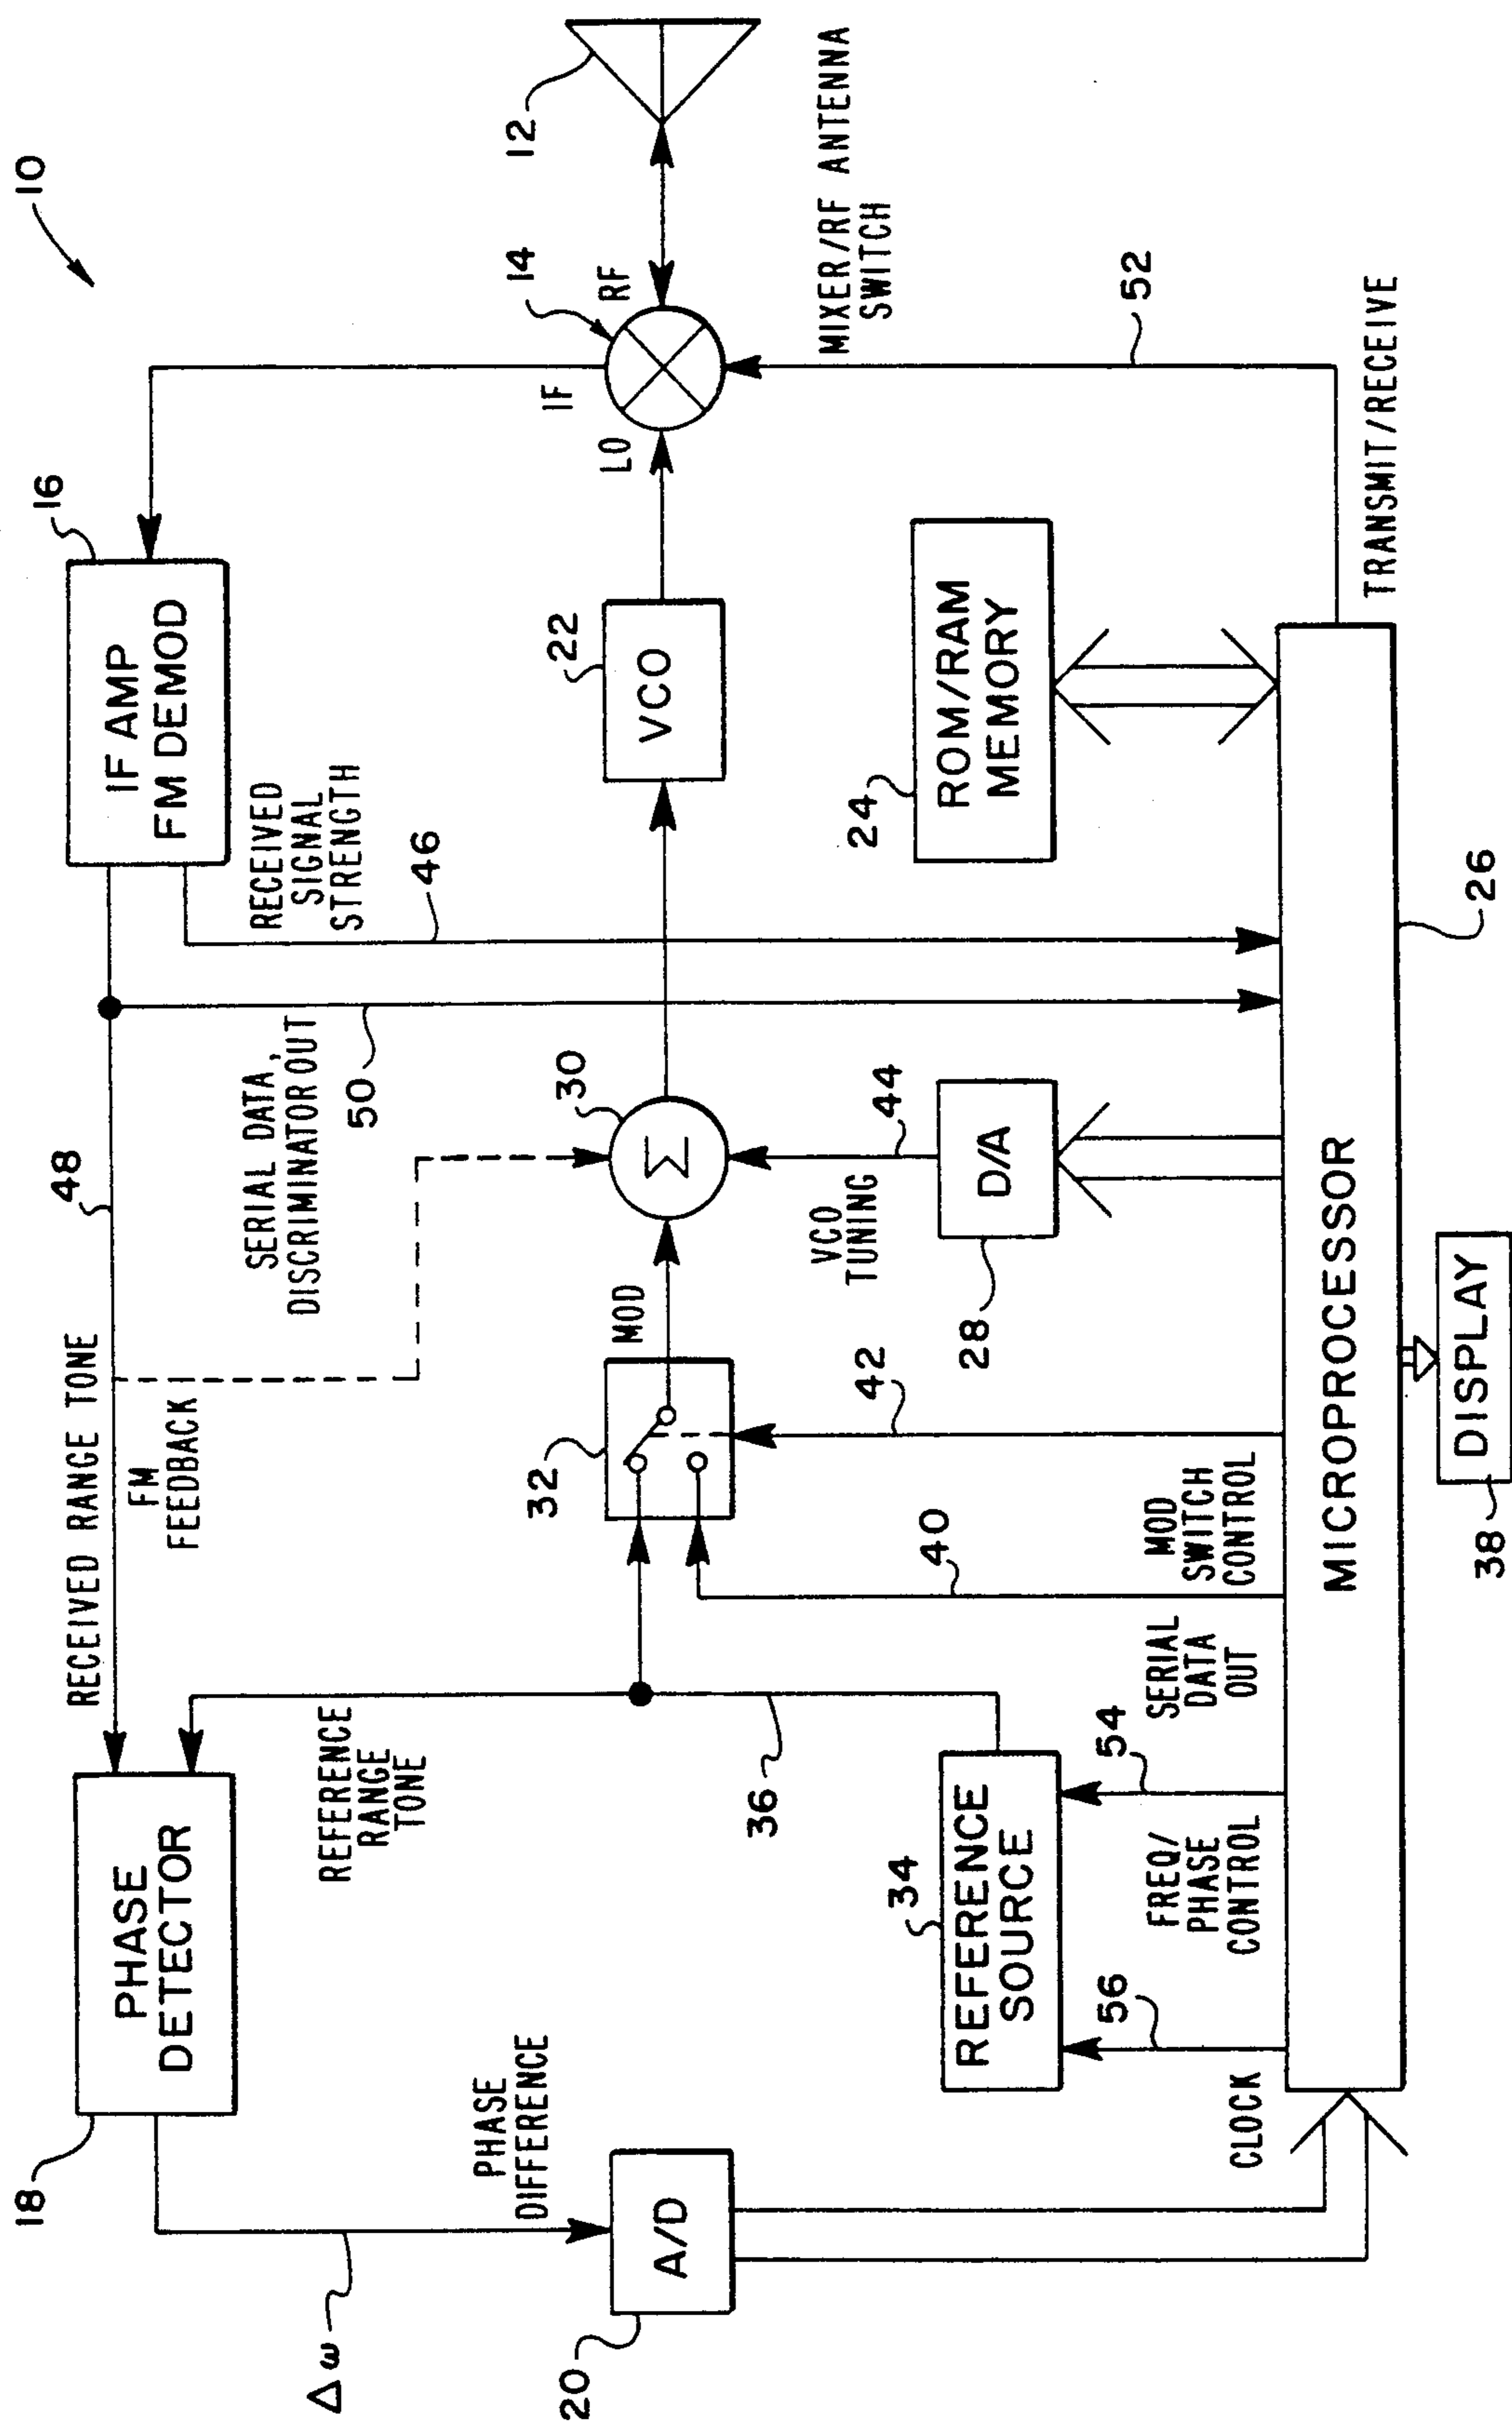 10
18
PHASE
DETECTOR
RECEIVED RANGE TONE
48
16
IF AMP
FM DEMOD
FM
FEEDBACK
SERIAL DATA,
DISCRIMINATOR OUT
50
RECEIVED
SIGNAL
STRENGTH
46
Δω
PHASE
DIFFERENCE
REFERENCE
RANGE
TONE
20
A/D
32
MOD
30
Σ
22
VCO
LO
IF
14
RF
12
MIXER/RF ANTENNA
SWITCH
36
34
REFERENCE
SOURCE
40
42
VCO
TUNING
44
28
D/A
24
ROM/RAM
MEMORY
52
CLOCK
56
FREQ/
PHASE
CONTROL
54
SERIAL
DATA
OUT
MOD
SWITCH
CONTROL
MICROPROCESSOR
TRANSMIT/RECEIVE
26
38
DISPLAY